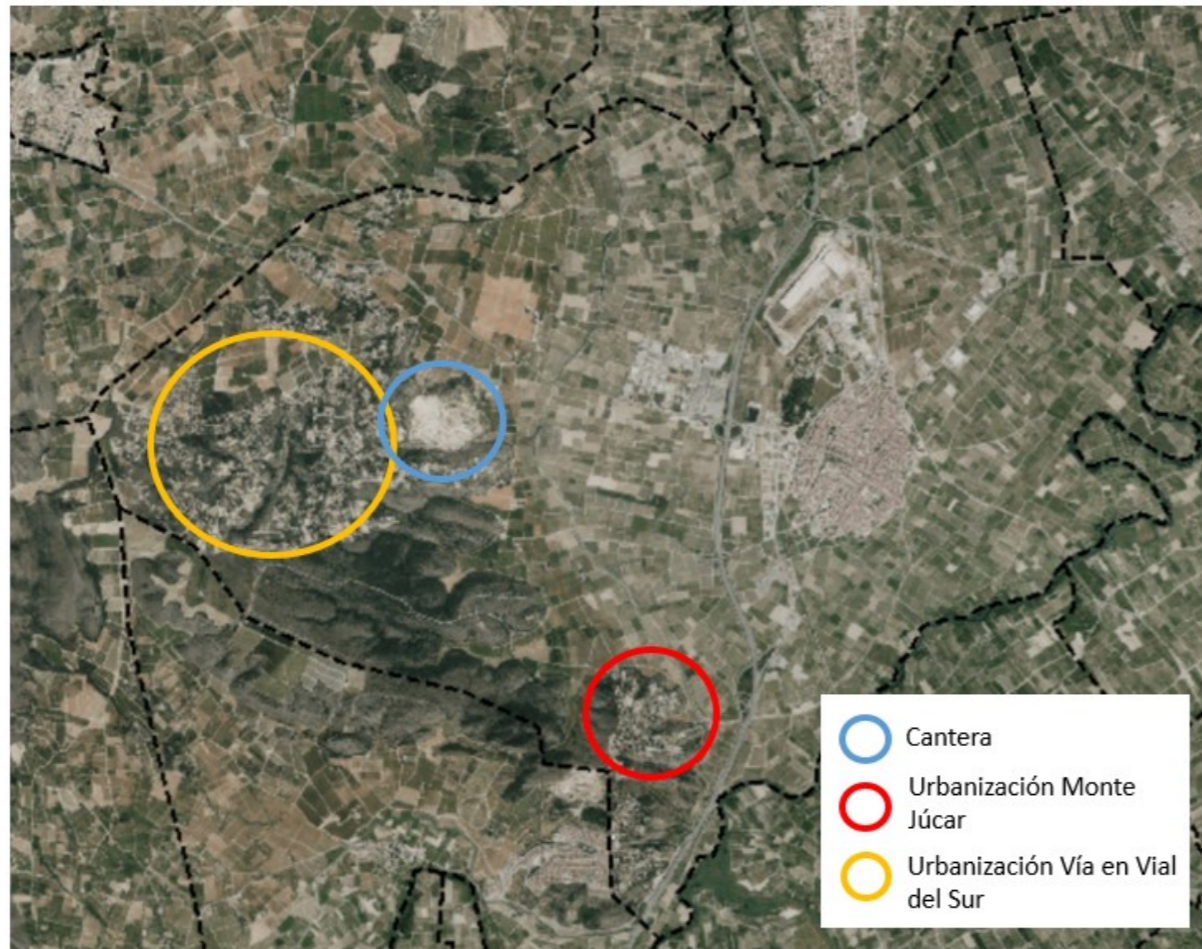 Cantera
Urbanización Monte
Júcar
Urbanización Vía en Vial
del Sur